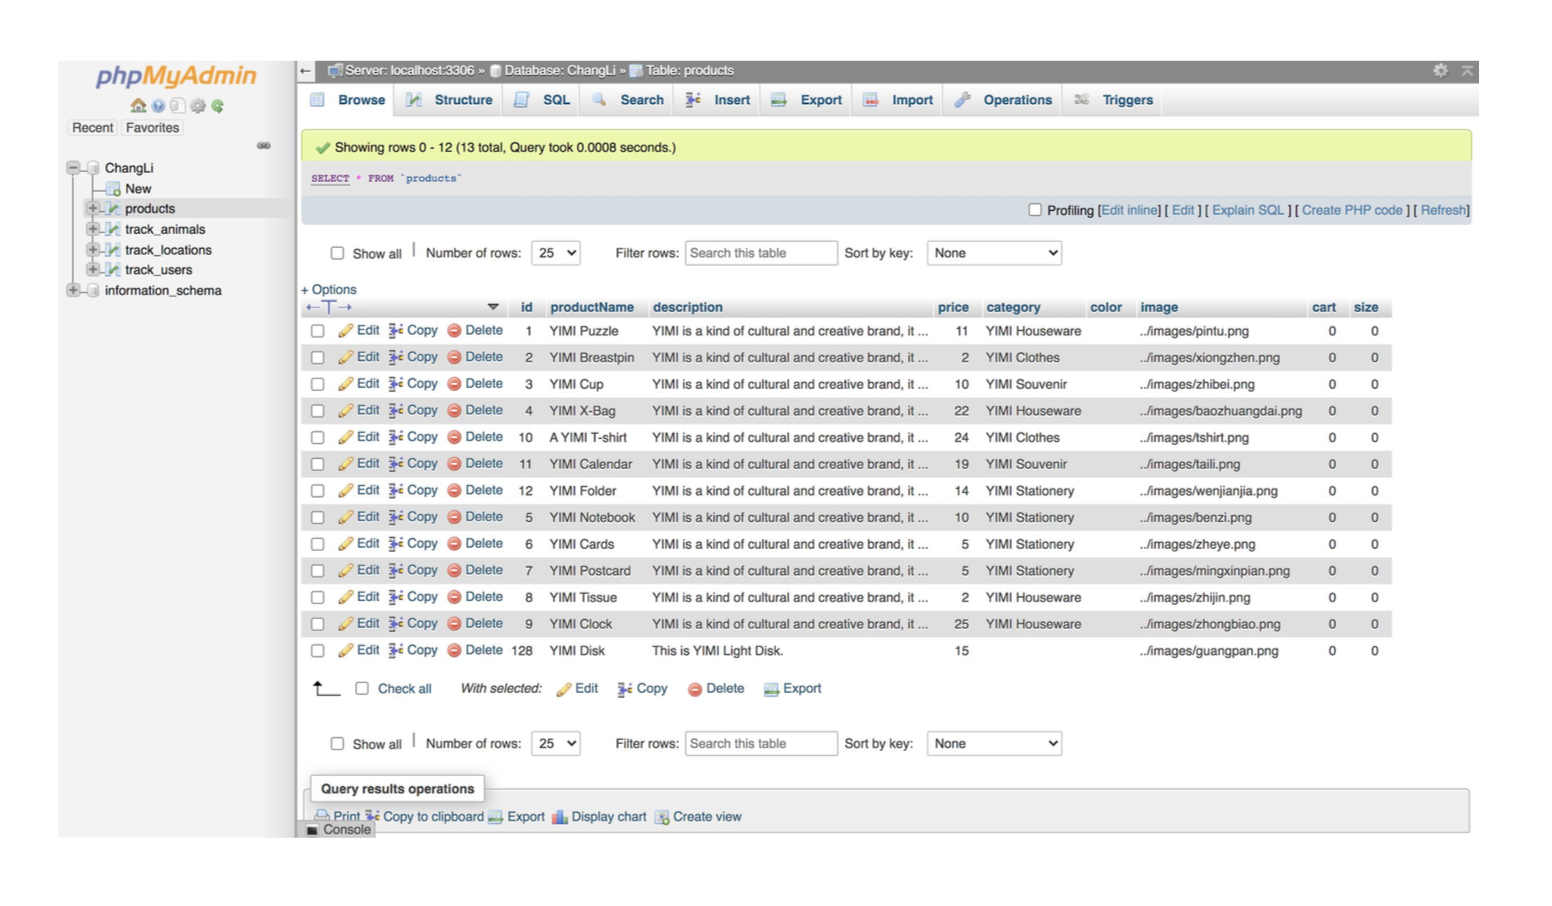 phpMyAdmin
Recent Favorites
ChangLi
New
products
track_animals
track_locations
track_users
information_schema
← Server: localhost:3306 » Database: ChangLi » Table: products
Browse Structure SQL Search Insert Export Import Operations Triggers
Showing rows 0 - 12 (13 total, Query took 0.0008 seconds.)
SELECT * FROM `products`
Profiling [Edit inline] [ Edit ] [ Explain SQL ] [ Create PHP code ] [ Refresh]
Show all | Number of rows: 25 Filter rows: Search this table Sort by key: None
+ Options
←T→ id productName description price category color image cart size
Edit Copy Delete 1 YIMI Puzzle YIMI is a kind of cultural and creative brand, it ... 11 YIMI Houseware ../images/pintu.png 0 0
Edit Copy Delete 2 YIMI Breastpin YIMI is a kind of cultural and creative brand, it ... 2 YIMI Clothes ../images/xiongzhen.png 0 0
Edit Copy Delete 3 YIMI Cup YIMI is a kind of cultural and creative brand, it ... 10 YIMI Souvenir ../images/zhibei.png 0 0
Edit Copy Delete 4 YIMI X-Bag YIMI is a kind of cultural and creative brand, it ... 22 YIMI Houseware ../images/baozhuangdai.png 0 0
Edit Copy Delete 10 A YIMI T-shirt YIMI is a kind of cultural and creative brand, it ... 24 YIMI Clothes ../images/tshirt.png 0 0
Edit Copy Delete 11 YIMI Calendar YIMI is a kind of cultural and creative brand, it ... 19 YIMI Souvenir ../images/taili.png 0 0
Edit Copy Delete 12 YIMI Folder YIMI is a kind of cultural and creative brand, it ... 14 YIMI Stationery ../images/wenjianjia.png 0 0
Edit Copy Delete 5 YIMI Notebook YIMI is a kind of cultural and creative brand, it ... 10 YIMI Stationery ../images/benzi.png 0 0
Edit Copy Delete 6 YIMI Cards YIMI is a kind of cultural and creative brand, it ... 5 YIMI Stationery ../images/zheye.png 0 0
Edit Copy Delete 7 YIMI Postcard YIMI is a kind of cultural and creative brand, it ... 5 YIMI Stationery ../images/mingxinpian.png 0 0
Edit Copy Delete 8 YIMI Tissue YIMI is a kind of cultural and creative brand, it ... 2 YIMI Houseware ../images/zhijin.png 0 0
Edit Copy Delete 9 YIMI Clock YIMI is a kind of cultural and creative brand, it ... 25 YIMI Houseware ../images/zhongbiao.png 0 0
Edit Copy Delete 128 YIMI Disk This is YIMI Light Disk. 15 ../images/guangpan.png 0 0
Check all With selected: Edit Copy Delete Export
Show all | Number of rows: 25 Filter rows: Search this table Sort by key: None
Query results operations
Print Copy to clipboard Export Display chart Create view
Console